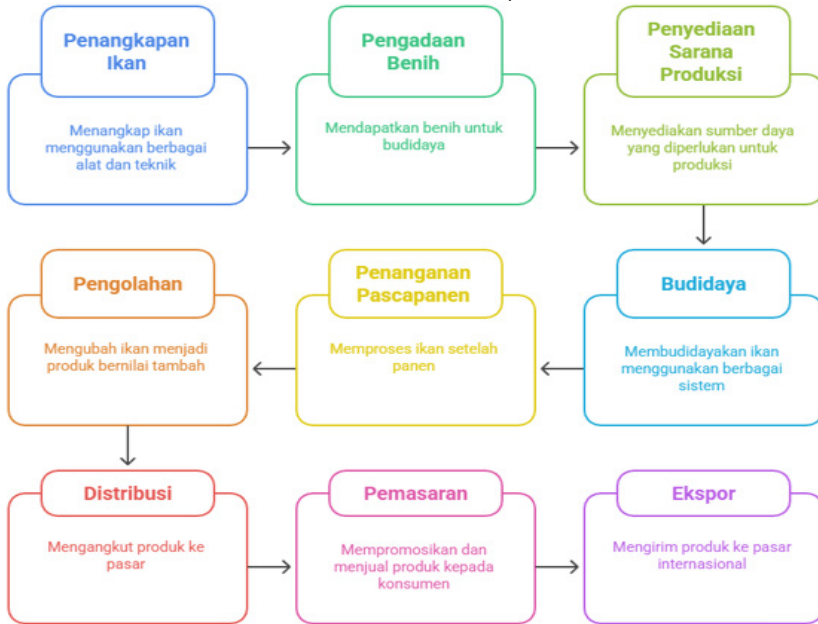 Penangkapan
Ikan
Menangkap ikan
menggunakan berbagai
alat dan teknik
Pengadaan
Benih
Mendapatkan benih untuk
budidaya
Penyediaan
Sarana
Produksi
Menyediakan sumber daya
yang diperlukan untuk
produksi
Budidaya
Membudidayakan ikan
menggunakan berbagai
sistem
Penanganan
Pascapanen
Memproses ikan setelah
panen
Pengolahan
Mengubah ikan menjadi
produk bernilai tambah
Distribusi
Mengangkut produk ke
pasar
Pemasaran
Mempromosikan dan
menjual produk kepada
konsumen
Ekspor
Mengirim produk ke pasar
internasional